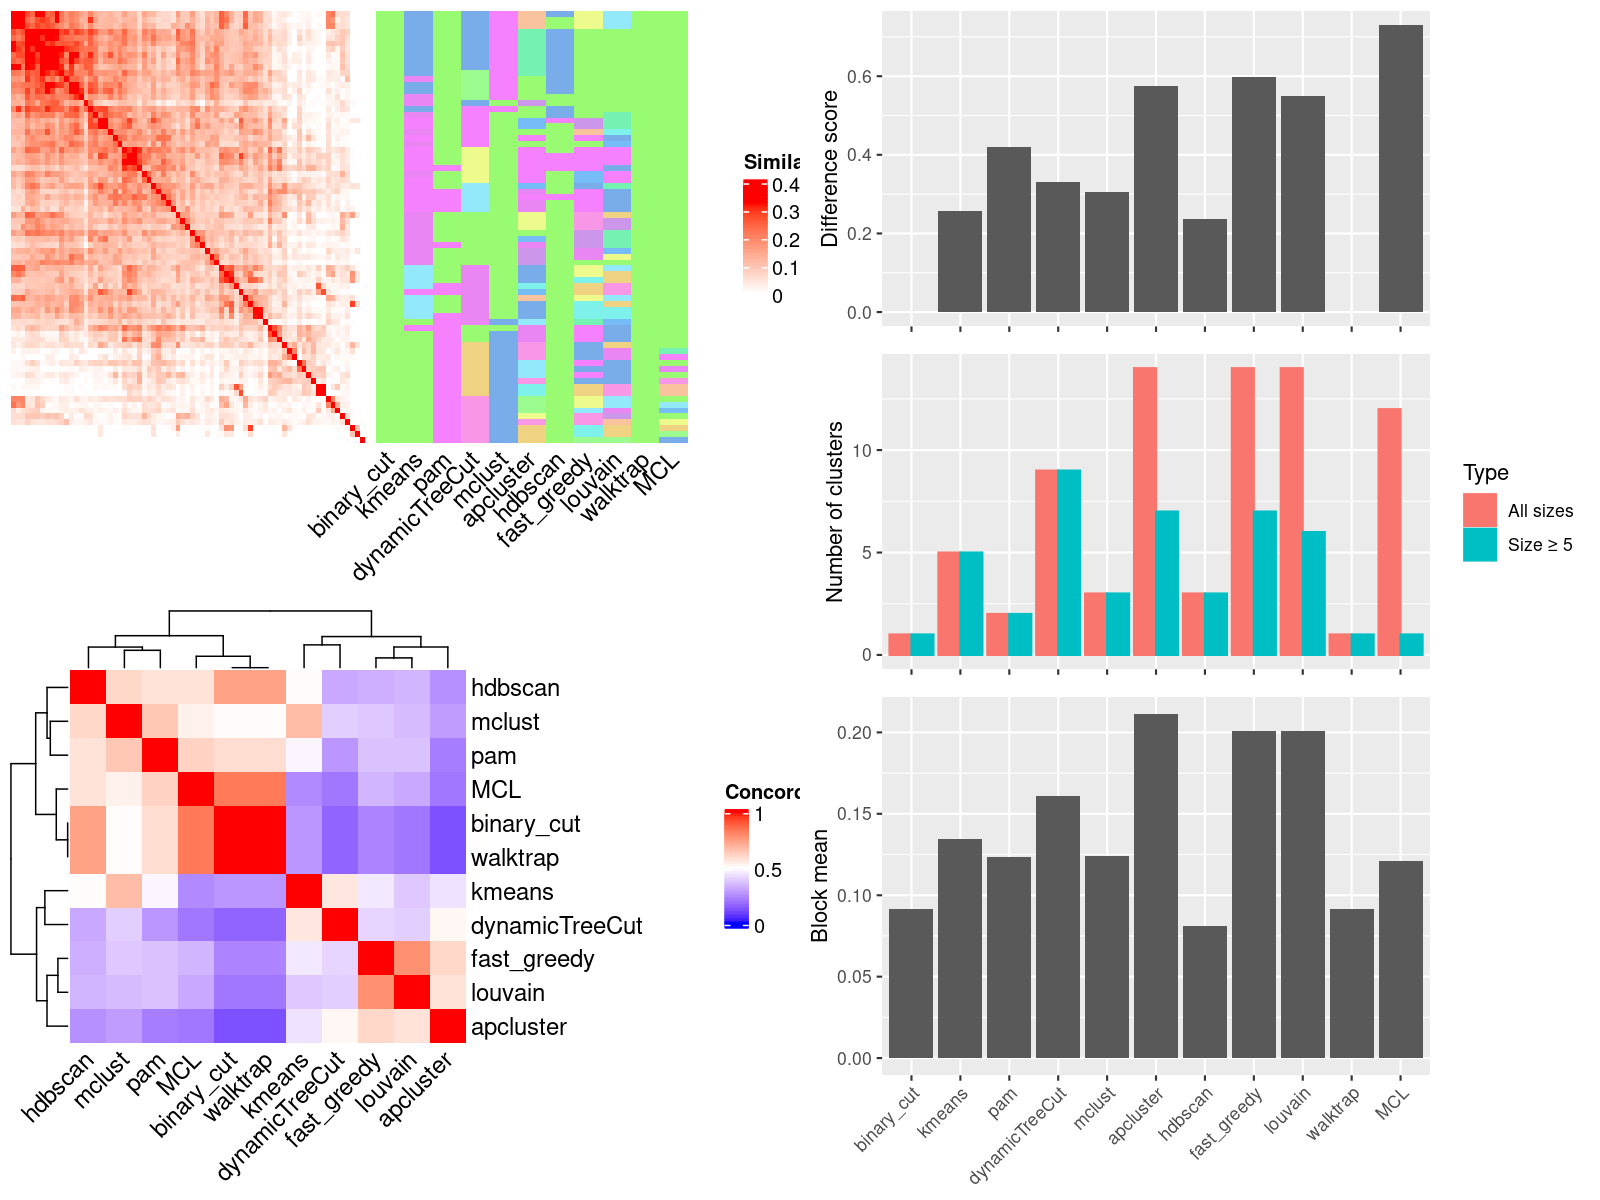 Simila
0.4
0.3
0.2
0.1
0
binary_cut
kmeans
pam
dynamicTreeCut
mclust
apcluster
hdbscan
fast_greedy
louvain
walktrap
MCL
hdbscan
mclust
pam
MCL
binary_cut
walktrap
kmeans
dynamicTreeCut
fast_greedy
louvain
apcluster
Concorc
1
0.5
0
hdbscan
mclust
pam
MCL
binary_cut
walktrap
kmeans
dynamicTreeCut
fast_greedy
louvain
apcluster
Difference score
0.6
0.4
0.2
0.0
Number of clusters
10
5
0
Type
All sizes
Size ≥ 5
Block mean
0.20
0.15
0.10
0.05
0.00
binary_cut
kmeans
pam
dynamicTreeCut
mclust
apcluster
hdbscan
fast_greedy
louvain
walktrap
MCL